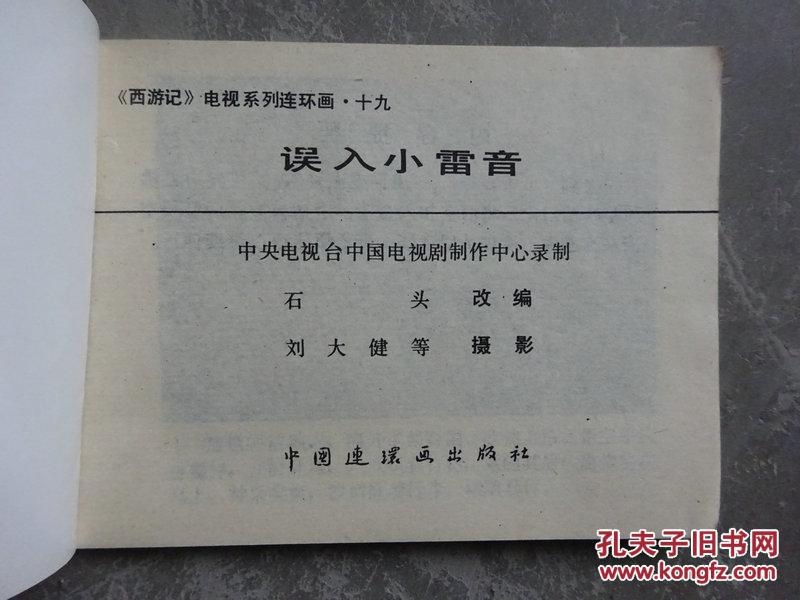 《西游记》电视系列连环画·十九
误入小雷音
中央电视台中国电视剧制作中心录制
石头 改编
刘大健等 摄影
中国连环画出版社
孔夫子旧书网
www.kongfz.com